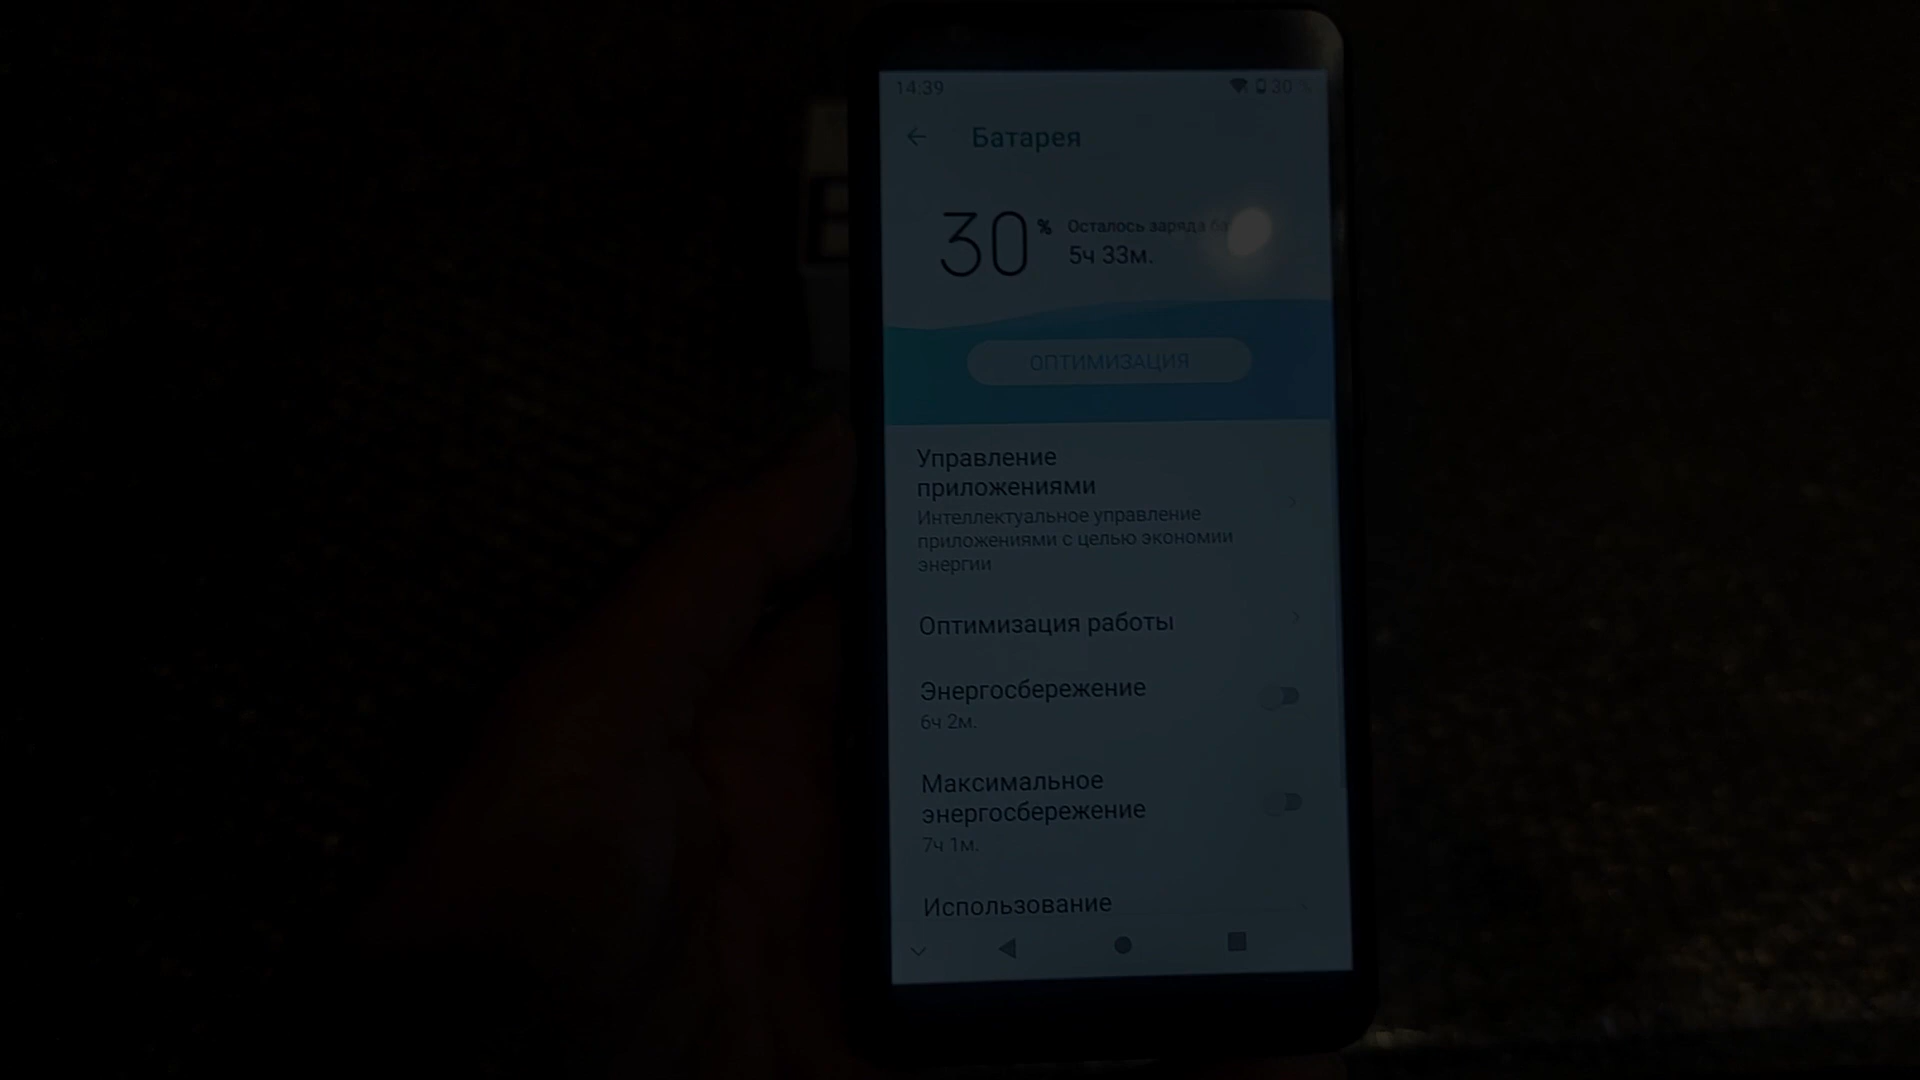 14:39
30
Батарея
30 %
Осталось заряда
5ч 33м.
ОПТИМИЗАЦИЯ
Управление
приложениями
Интеллектуальное управление
приложениями с целью экономии
энергии
Оптимизация работы
Энергосбережение
6ч 2м.
Максимальное
энергосбережение
7ч 1м.
Использование